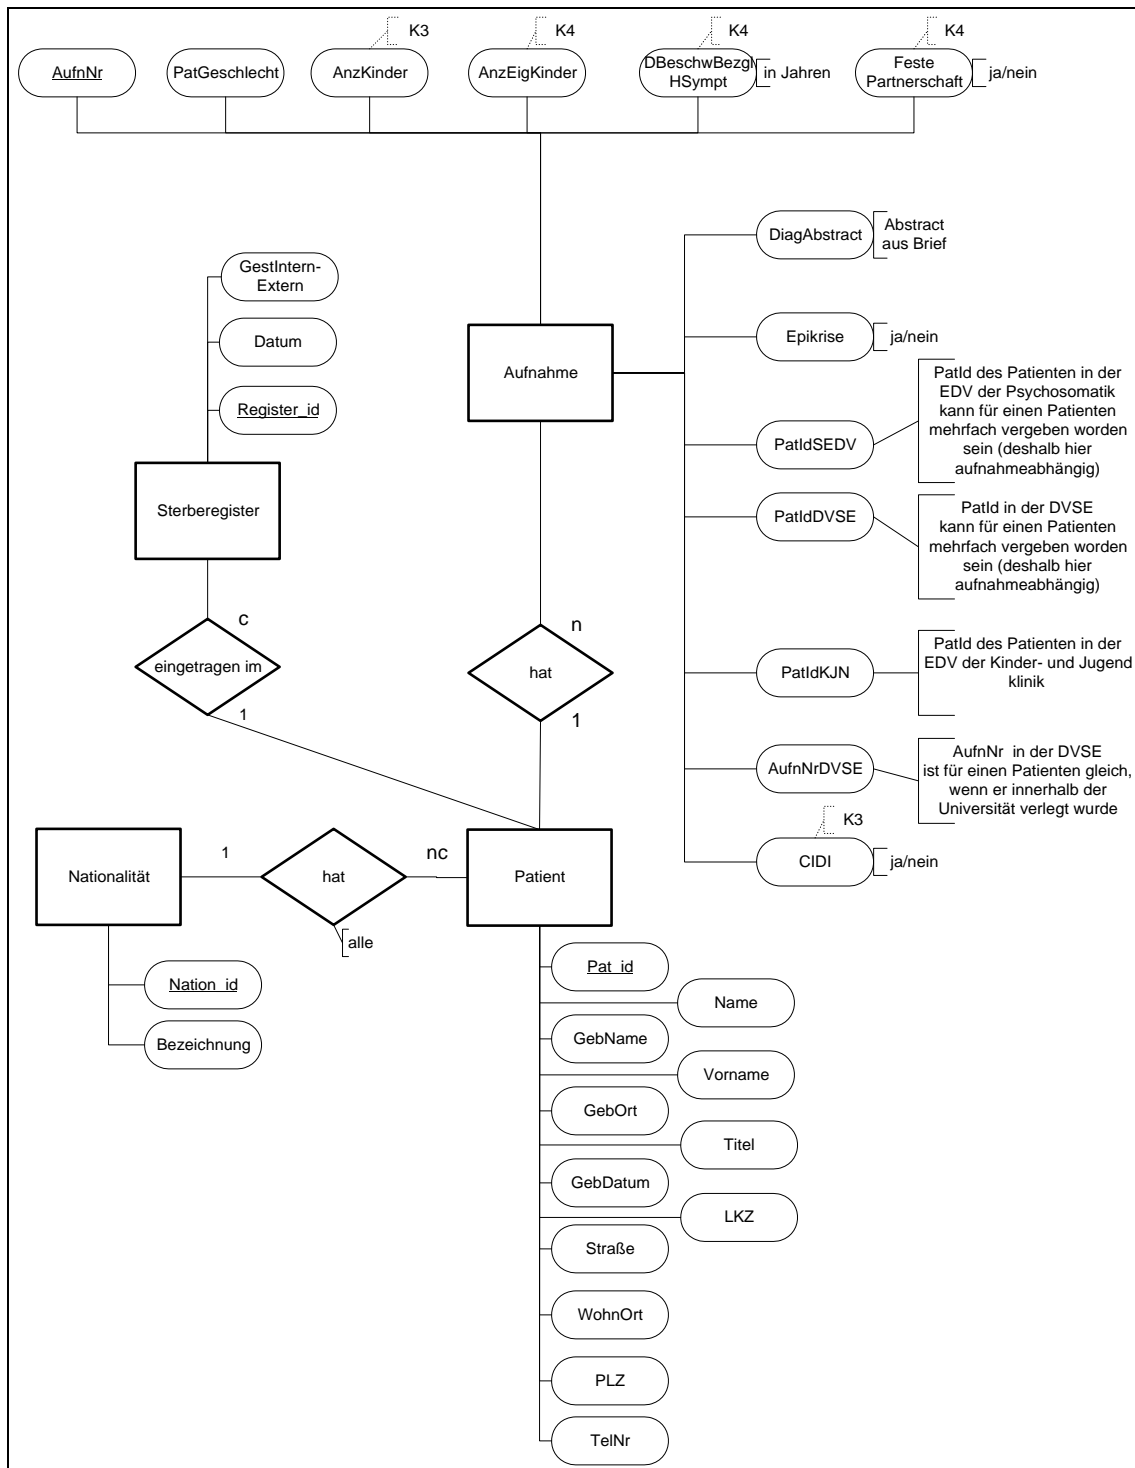 K3
K4
K4
K4
AufnNr
PatGeschlecht
AnzKinder
AnzEigKinder
DBeschwBezgl
HSympt
in Jahren
Feste
Partnerschaft
ja/nein
DiagAbstract
Abstract
aus Brief
GestIntern-
Extern
Datum
Register_id
Sterberegister
Aufnahme
Epikrise
ja/nein
PatIdSEDV
PatId des Patienten in der
EDV der Psychosomatik
kann für einen Patienten
mehrfach vergeben worden
sein (deshalb hier
aufnahmeabhängig)
PatIdDVSE
PatId in der DVSE
kann für einen Patienten
mehrfach vergeben worden
sein (deshalb hier
aufnahmeabhängig)
c
eingetragen im
1
n
hat
1
PatIdKJN
PatId des Patienten in der
EDV der Kinder- und Jugend
klinik
AufnNrDVSE
AufnNr in der DVSE
ist für einen Patienten gleich,
wenn er innerhalb der
Universität verlegt wurde
K3
CIDI
ja/nein
Nationalität
1
hat
nc
Patient
alle
Nation_id
Bezeichnung
Pat_id
Name
GebName
Vorname
GebOrt
Titel
GebDatum
LKZ
Straße
WohnOrt
PLZ
TelNr